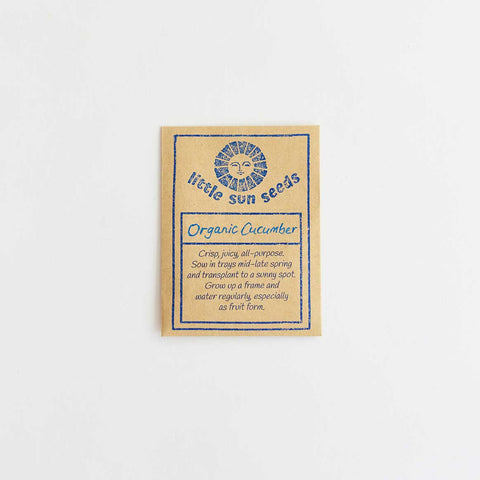 little sun seeds
Organic Cucumber
Crisp, juicy, all-purpose.
Sow in trays mid-late spring
and transplant to a sunny spot.
Grow up a frame and
water regularly, especially
as fruit form.